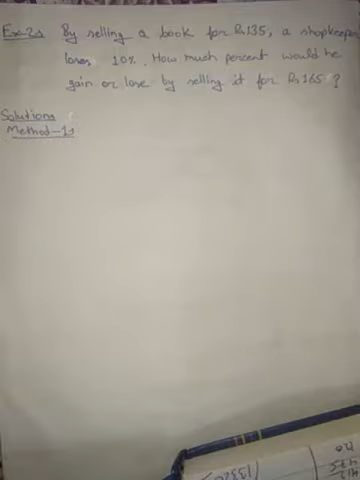 Ex-2:- By selling a book for Rs135, a shopkeeper
loses 10%. How much percent would he
gain or lose by selling it for Rs165 ?
Solution:
Method-1: